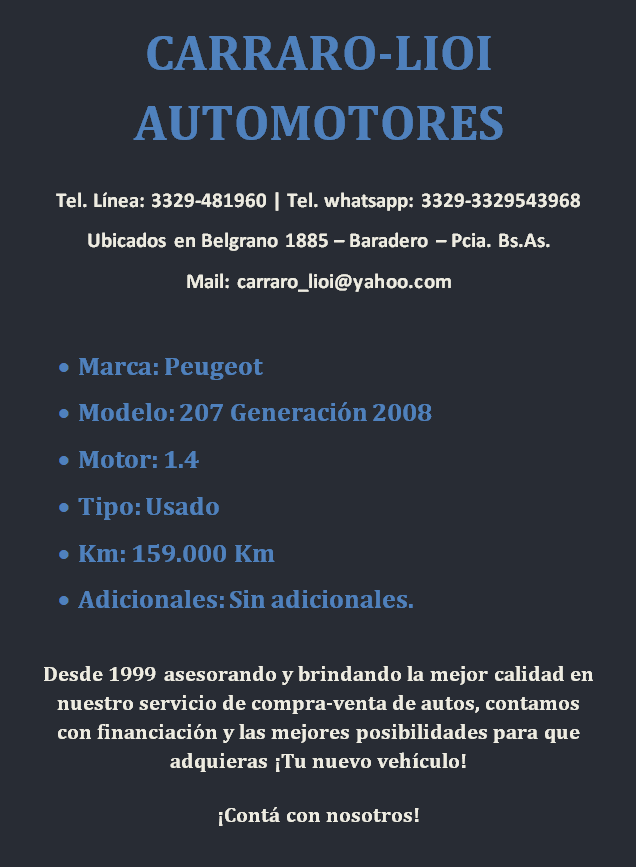 CARRARO-LIOI
AUTOMOTORES
Tel. Línea: 3329-481960 | Tel. whatsapp: 3329-3329543968
Ubicados en Belgrano 1885 – Baradero – Pcia. Bs.As.
Mail: carraro_lioi@yahoo.com
• Marca: Peugeot
• Modelo: 207 Generación 2008
• Motor: 1.4
• Tipo: Usado
• Km: 159.000 Km
• Adicionales: Sin adicionales.
Desde 1999 asesorando y brindando la mejor calidad en
nuestro servicio de compra-venta de autos, contamos
con financiación y las mejores posibilidades para que
adquieras ¡Tu nuevo vehículo!
¡Contá con nosotros!